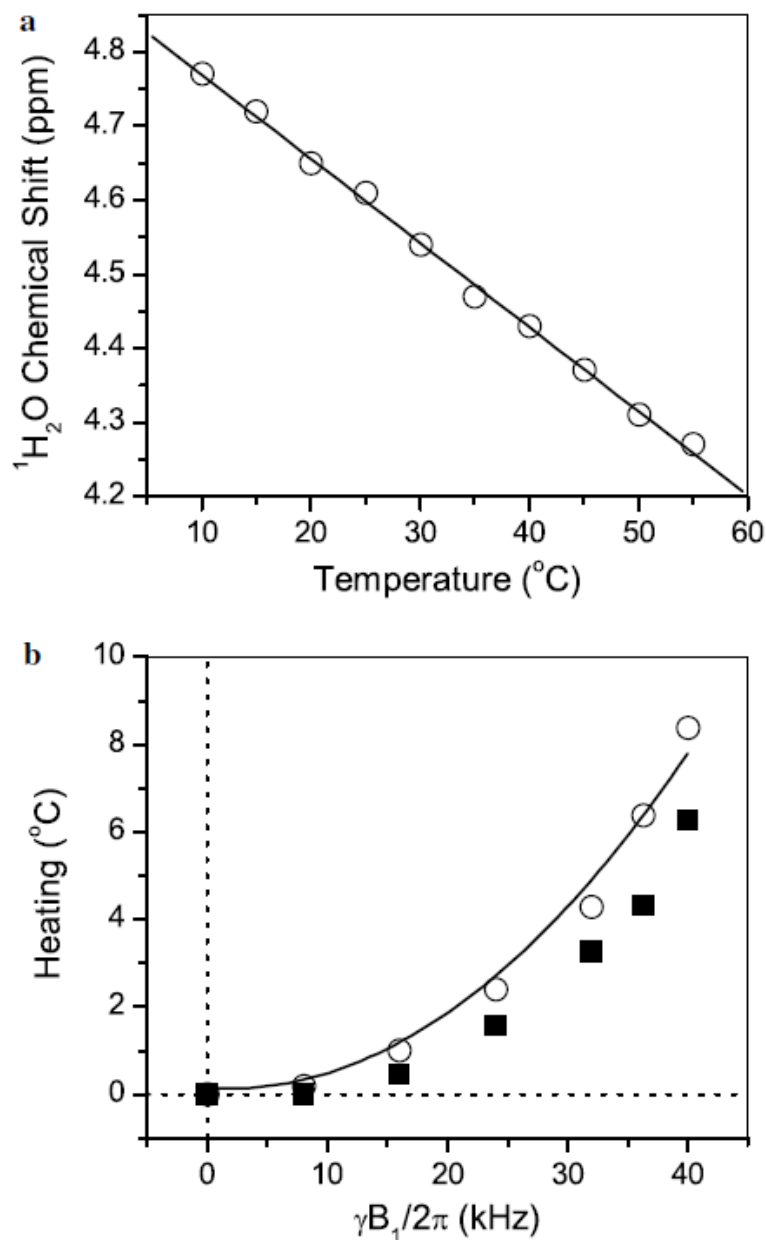 a
4.8
4.7
4.6
4.5
4.4
4.3
4.2
¹H₂O Chemical Shift (ppm)
10 20 30 40 50 60
Temperature (°C)
b
10
8
6
4
2
0
Heating (°C)
0 10 20 30 40
γB₁/2π (kHz)